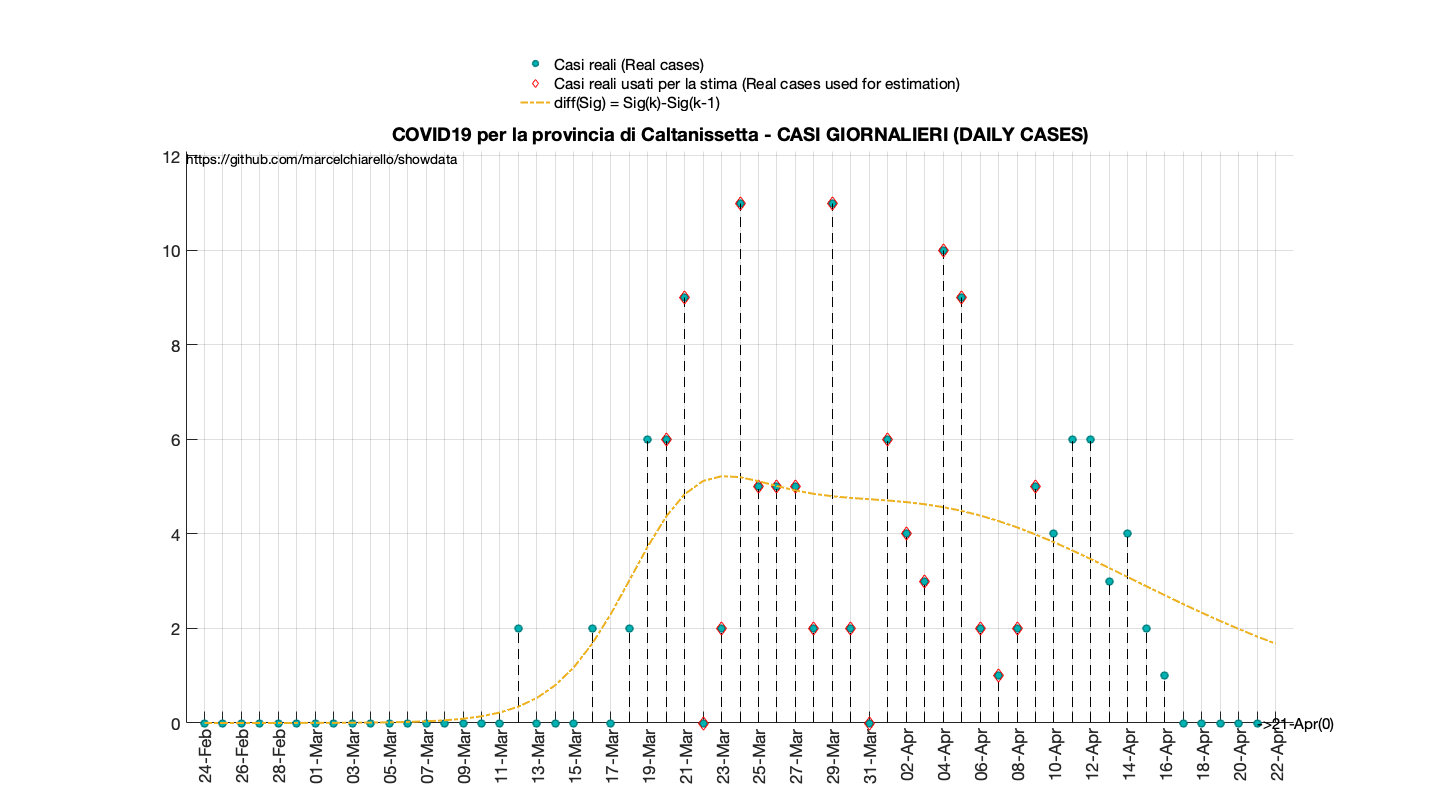 Casi reali (Real cases)
Casi reali usati per la stima (Real cases used for estimation)
diff(Sig) = Sig(k)-Sig(k-1)
COVID19 per la provincia di Caltanissetta - CASI GIORNALIERI (DAILY CASES)
https://github.com/marcelchiarello/showdata
12
10
8
6
4
2
0
->21-Apr(0)
24-Feb
26-Feb
28-Feb
01-Mar
03-Mar
05-Mar
07-Mar
09-Mar
11-Mar
13-Mar
15-Mar
17-Mar
19-Mar
21-Mar
23-Mar
25-Mar
27-Mar
29-Mar
31-Mar
02-Apr
04-Apr
06-Apr
08-Apr
10-Apr
12-Apr
14-Apr
16-Apr
18-Apr
20-Apr
22-Apr